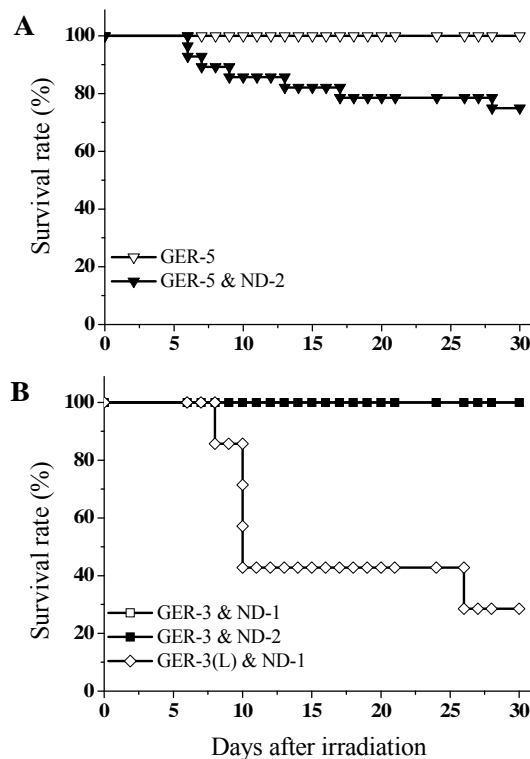 A
Survival rate (%)
100
80
60
40
80
0
GER-5
GER-5 & ND-2
0 5 10 15 20 25 30
B
Survival rate (%)
100
80
60
40
20
0
GER-3 & ND-1
GER-3 & ND-2
GER-3(L) & ND-1
0 5 10 15 20 25 30
Days after irradiation